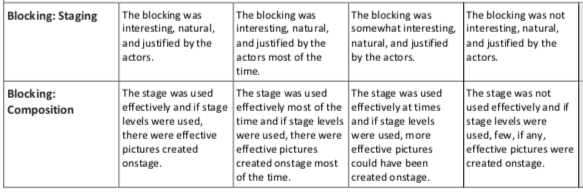 Blocking: Staging
The blocking was
interesting, natural,
and justified by the
actors.
The blocking was
interesting, natural,
and justified by the
actors most of the
time.
The blocking was
somewhat interesting,
natural, and justified
by the actors.
The blocking was not
interesting, natural,
and justified by the
actors.
Blocking:
Composition
The stage was used
effectively and if stage
levels were used,
there were effective
pictures created
onstage.
The stage was used
effectively most of the
time and if stage levels
were used, there were
effective pictures
created onstage most
of the time.
The stage was used
effectively at times
and if stage levels
were used, more
effective pictures
could have been
created onstage.
The stage was not
used effectively and if
stage levels were
used, few, if any,
effective pictures were
created onstage.